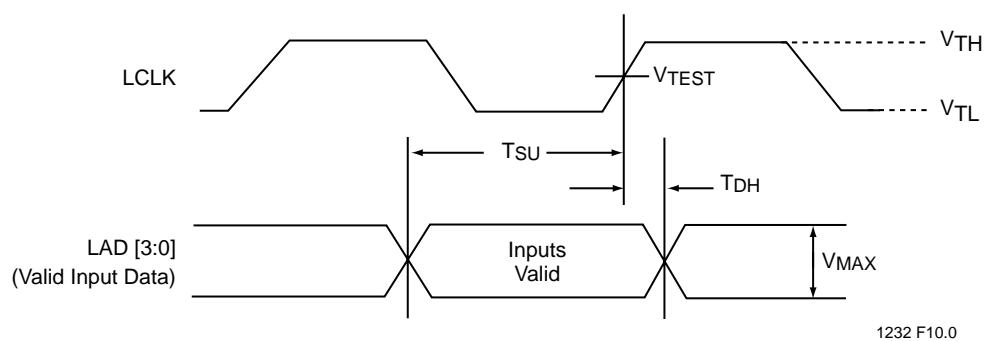 VTH
LCLK
VTEST
VTL
TSU
TDH
LAD [3:0]
(Valid Input Data)
Inputs
Valid
VMAX
1232 F10.0